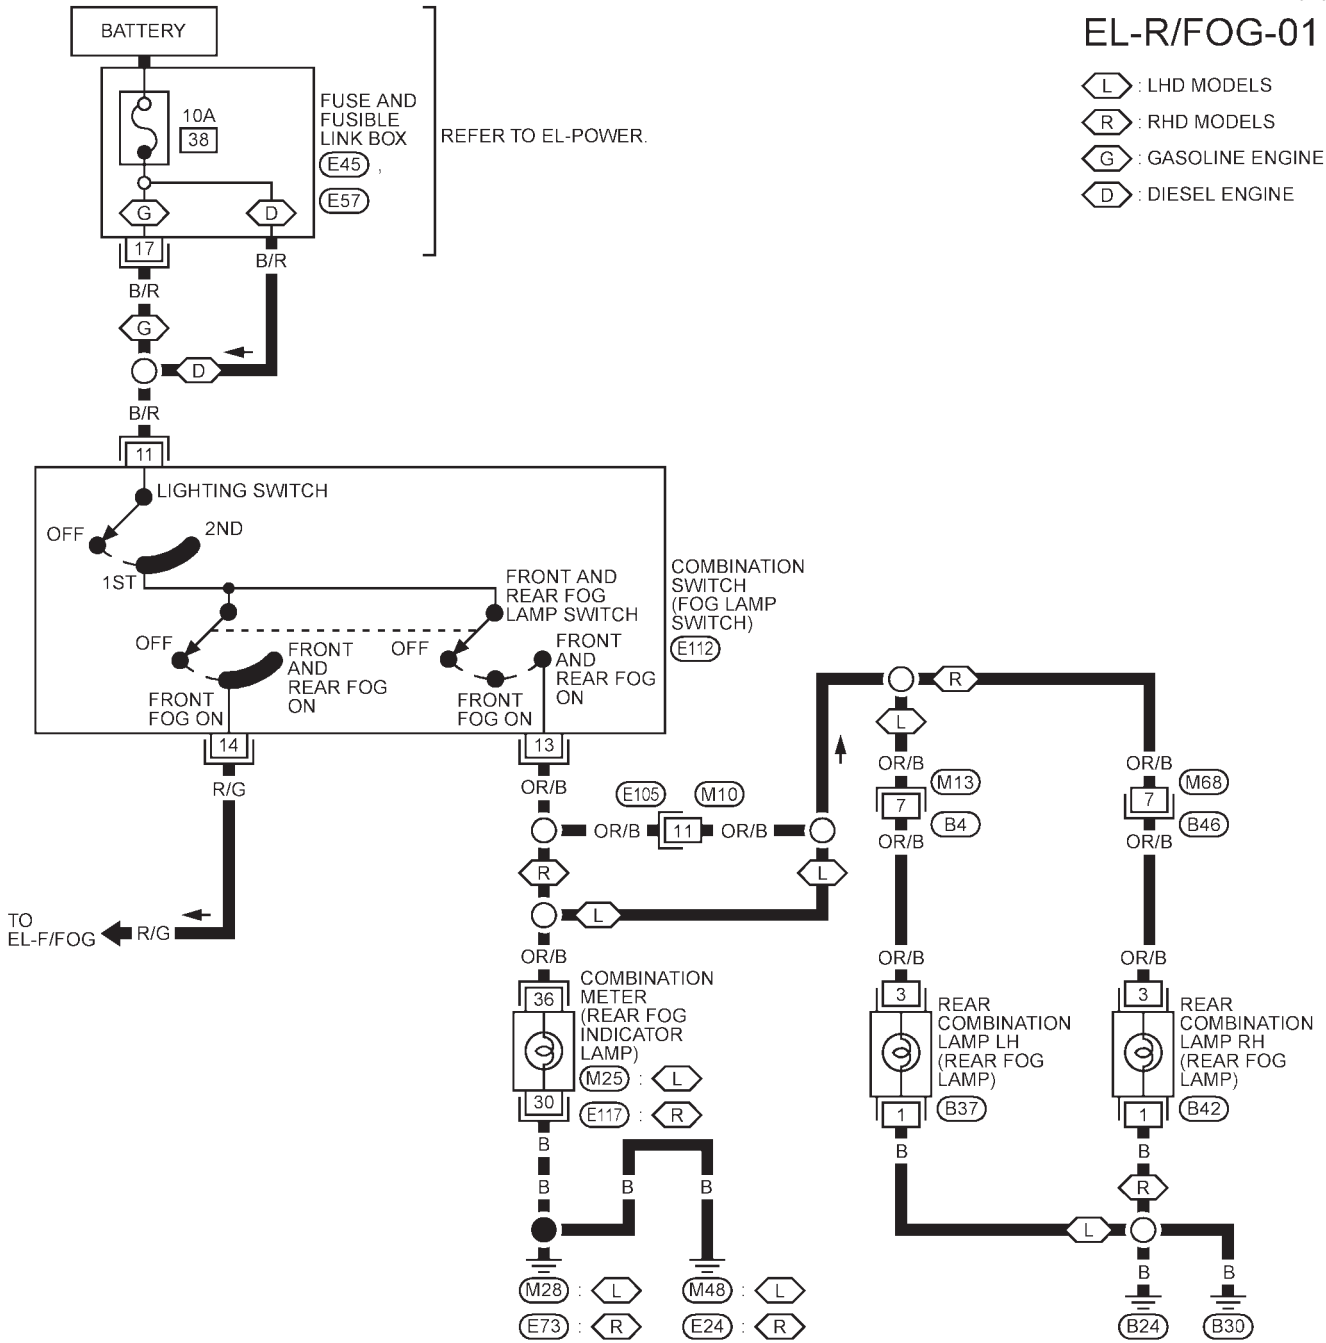 EL-R/FOG-01
L : LHD MODELS
R : RHD MODELS
G : GASOLINE ENGINE
D : DIESEL ENGINE
BATTERY
10A
38
FUSE AND
FUSIBLE
LINK BOX
E45 ,
E57
REFER TO EL-POWER.
G
D
17
B/R
B/R
G
D
B/R
11
LIGHTING SWITCH
OFF
2ND
1ST
FRONT AND
REAR FOG
LAMP SWITCH
COMBINATION
SWITCH
(FOG LAMP
SWITCH)
E112
OFF
FRONT
AND
REAR FOG
ON
FRONT
FOG ON
OFF
FRONT
AND
REAR FOG
ON
FRONT
FOG ON
14
13
R/G
OR/B
E105
M10
OR/B
11
OR/B
R
L
L
TO
EL-F/FOG
R/G
R
L
OR/B
M13
7
B4
OR/B
OR/B
M68
7
B46
OR/B
OR/B
36
COMBINATION
METER
(REAR FOG
INDICATOR
LAMP)
M25 : L
E117 : R
30
B
B
B
B
M28 : L
E73 : R
M48 : L
E24 : R
OR/B
3
REAR
COMBINATION
LAMP LH
(REAR FOG
LAMP)
B37
1
B
OR/B
3
REAR
COMBINATION
LAMP RH
(REAR FOG
LAMP)
B42
1
B
R
L
B
B
B24
B30